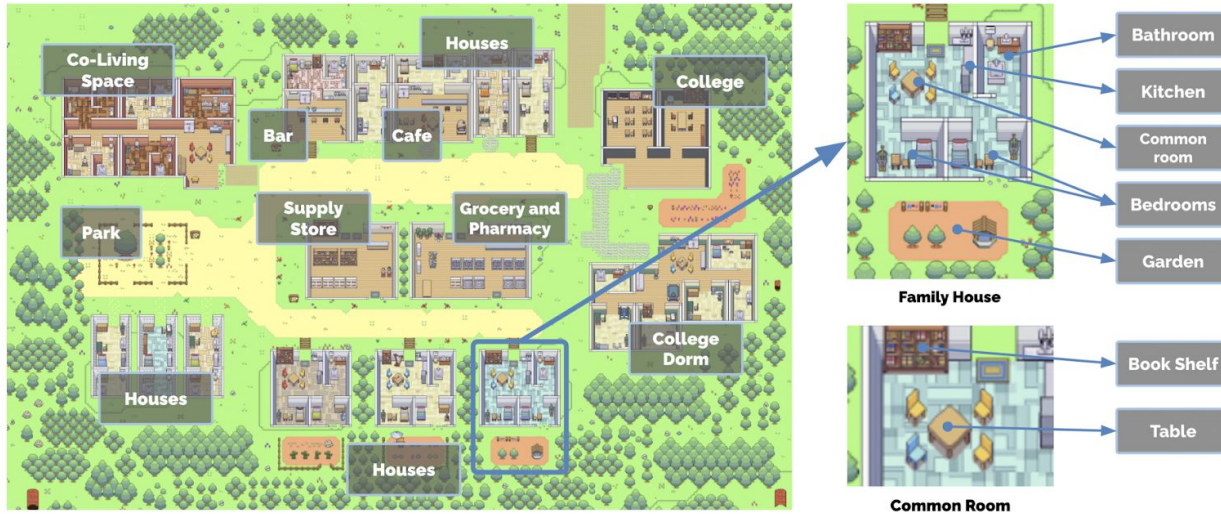 Co-Living
Space
Houses
College
Bar
Cafe
Park
Supply
Store
Grocery and
Pharmacy
College
Dorm
Houses
Houses
Bathroom
Kitchen
Common
room
Bedrooms
Garden
Family House
Book Shelf
Table
Common Room